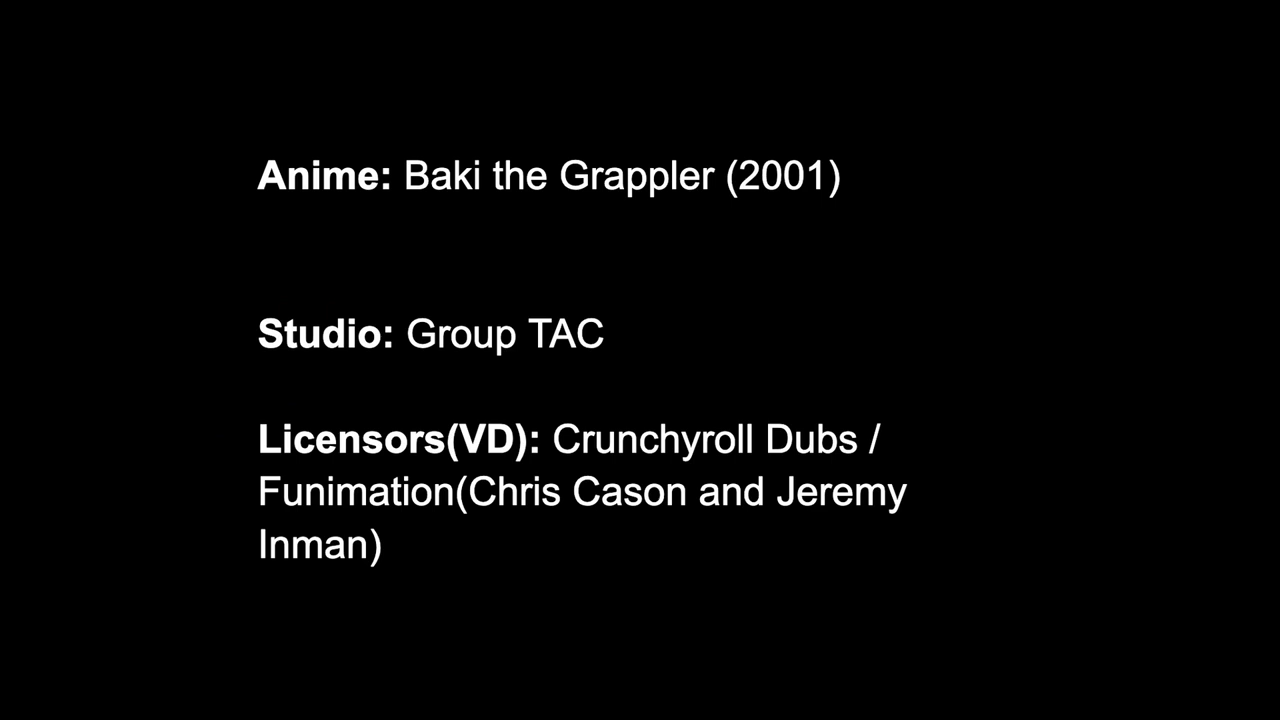 Anime: Baki the Grappler (2001)
Studio: Group TAC
Licensors(VD): Crunchyroll Dubs /
Funimation(Chris Cason and Jeremy
Inman)